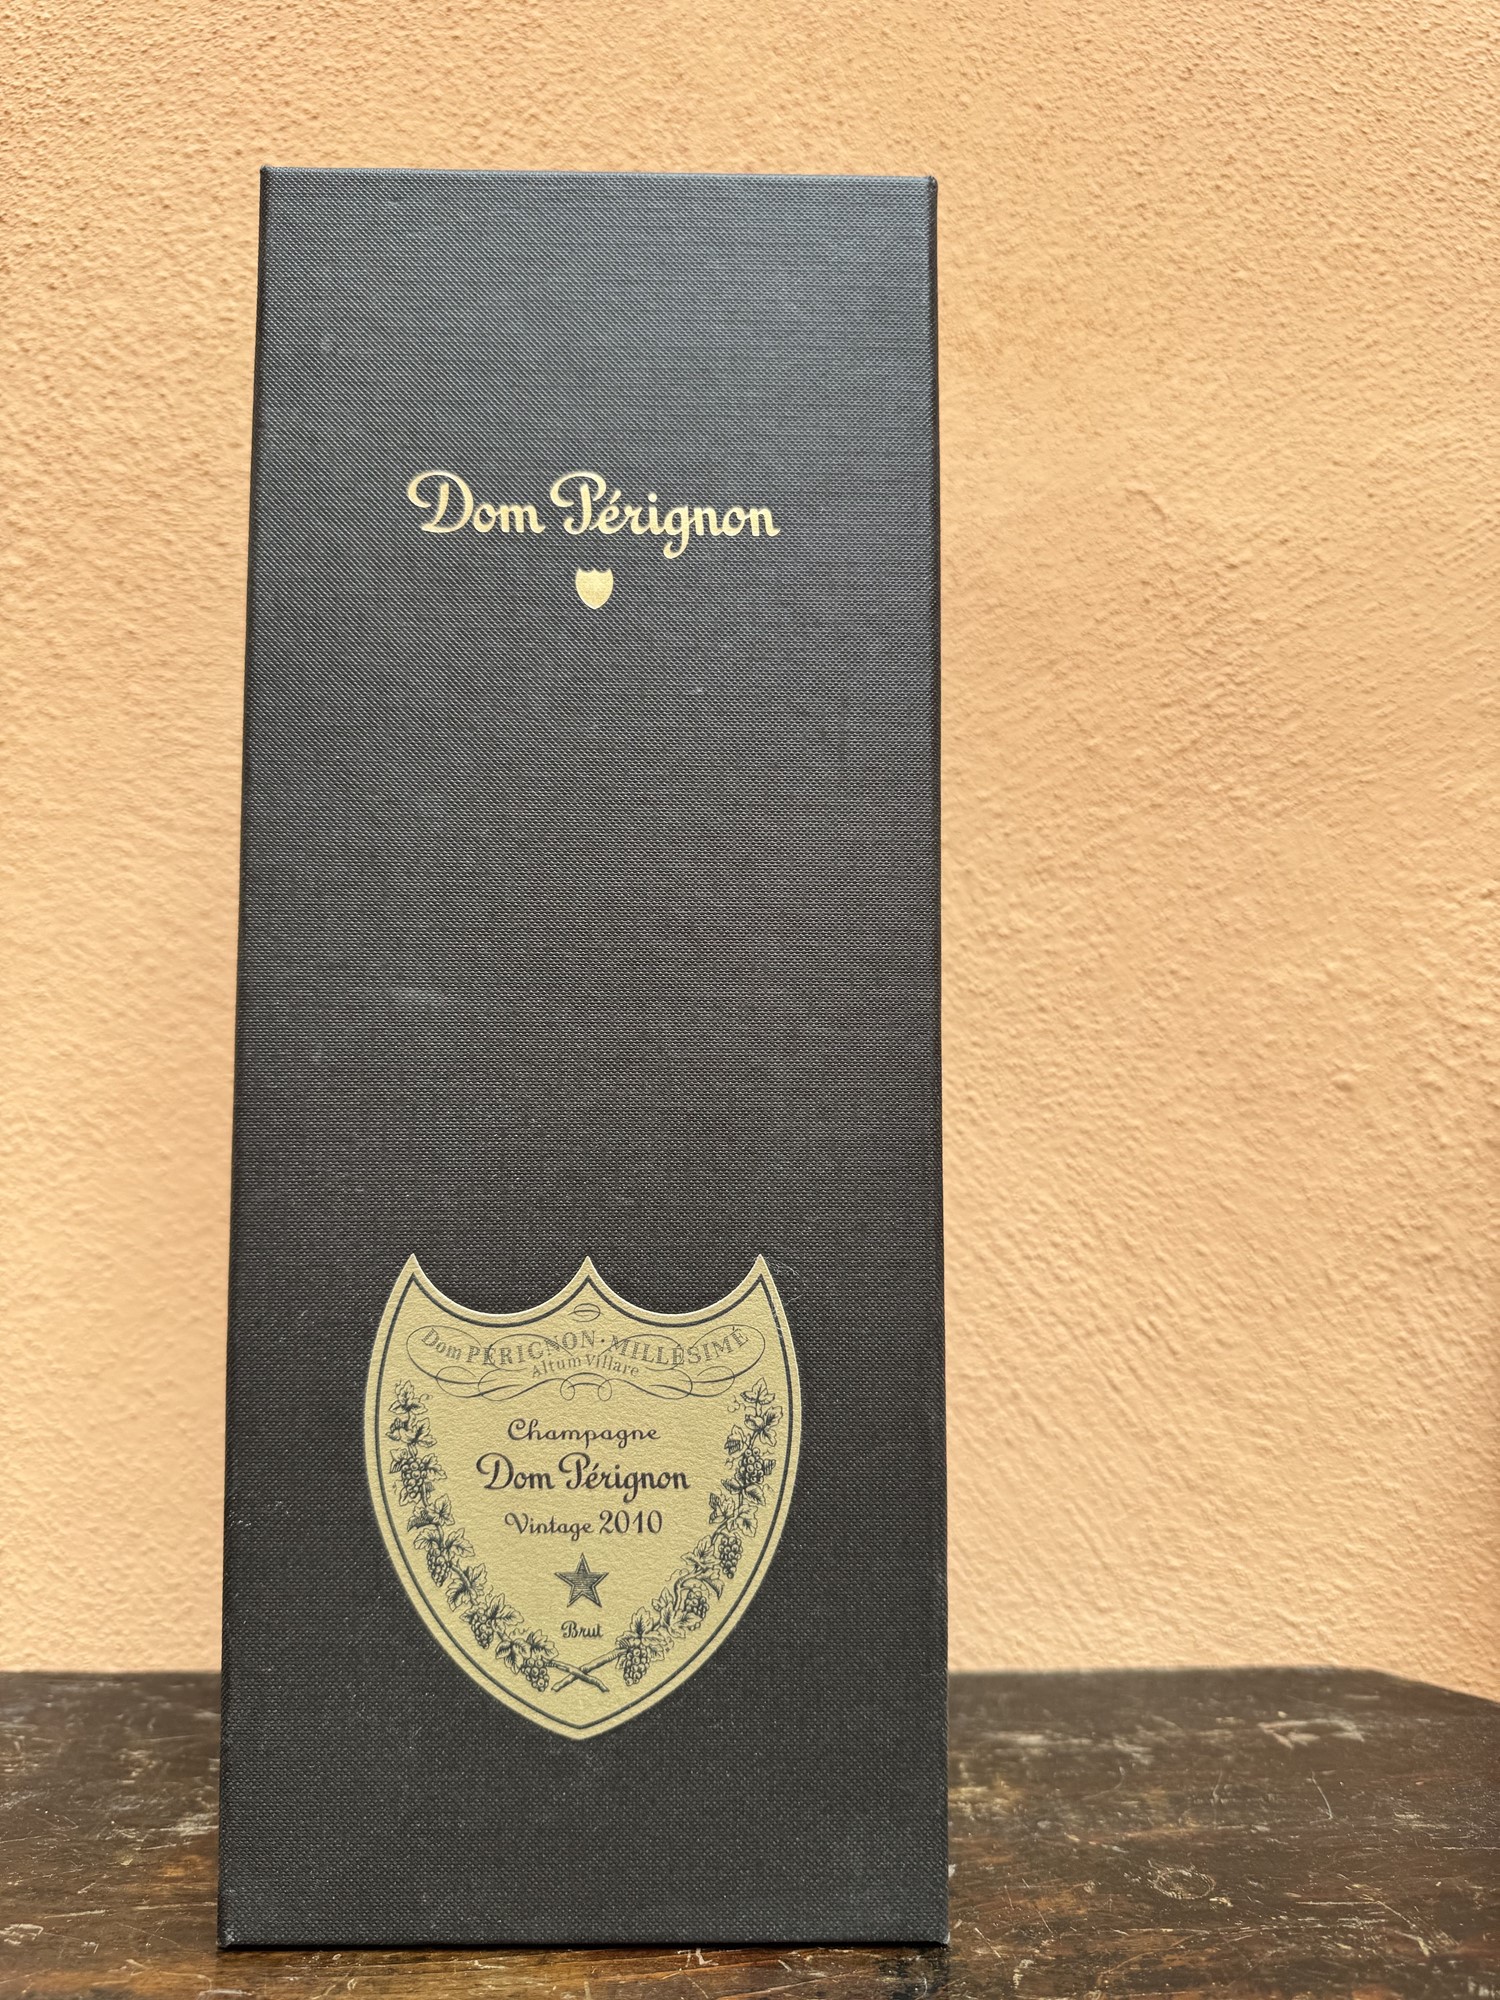 Dom Pérignon
Dom PÉRIGNON·MILLÉSIMÉ
Altum Villare
Champagne
Dom Pérignon
Vintage 2010
Brut